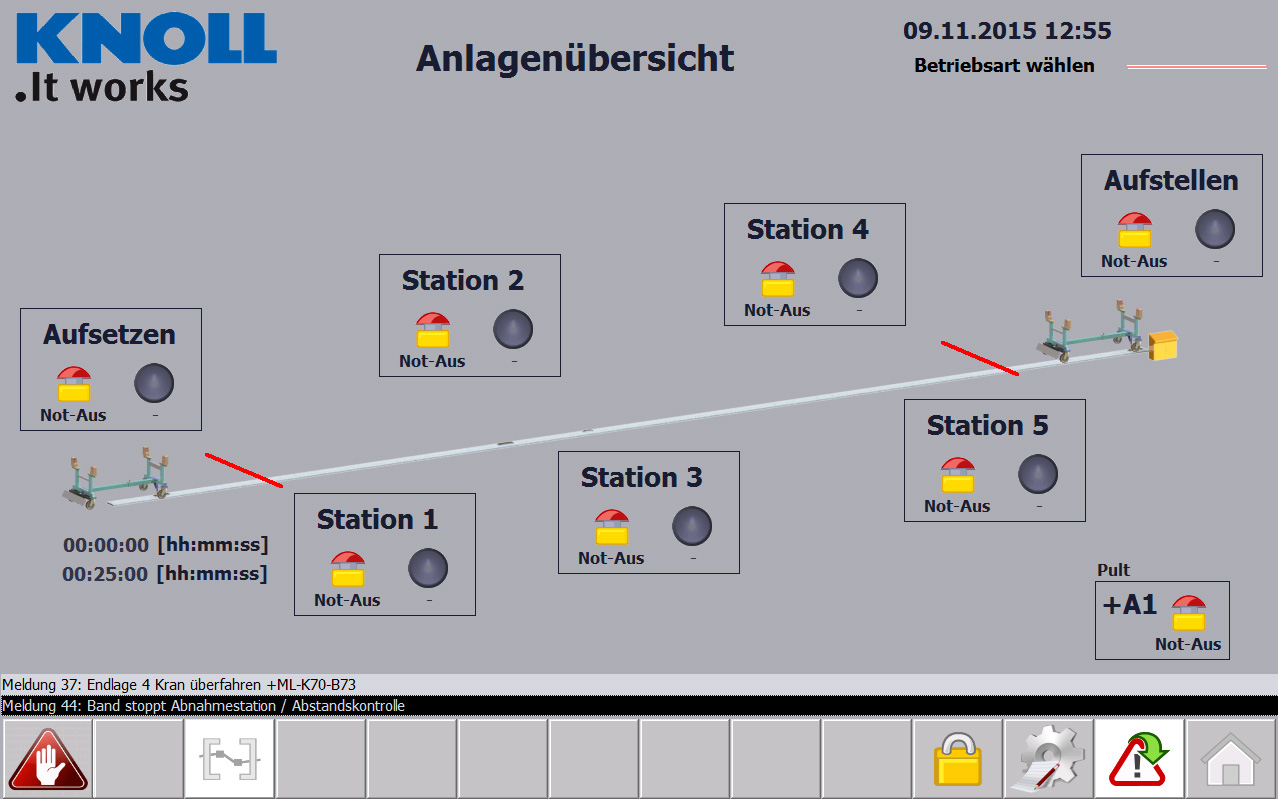 KNOLL
.It works
Anlagenübersicht
09.11.2015 12:55
Betriebsart wählen
Aufstellen
Not-Aus -
Station 4
Not-Aus -
Station 2
Not-Aus -
Aufsetzen
Not-Aus -
Station 5
Not-Aus -
Station 3
Not-Aus -
Station 1
Not-Aus -
00:00:00 [hh:mm:ss]
00:25:00 [hh:mm:ss]
Pult
+A1
Not-Aus
Meldung 37: Endlage 4 Kran überfahren +ML-K70-B73
Meldung 44: Band stoppt Abnahmestation / Abstandskontrolle